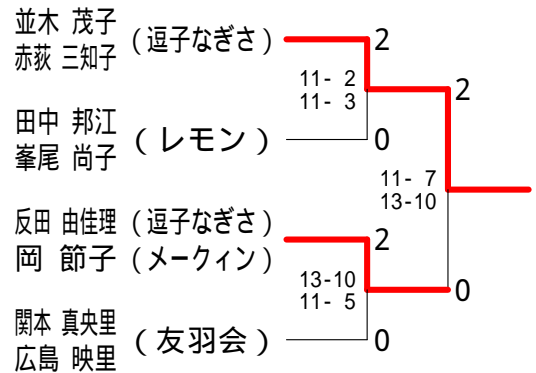 並木 茂子
赤荻 三知子
(逗子なぎさ)
2
11- 2
11- 3
2
田中 邦江
峯尾 尚子
(レモン)
0
11- 7
13-10
反田 由佳理 (逗子なぎさ)
岡 節子 (メークィン)
2
13-10
11- 5
0
関本 真央里
広島 映里
(友羽会)
0